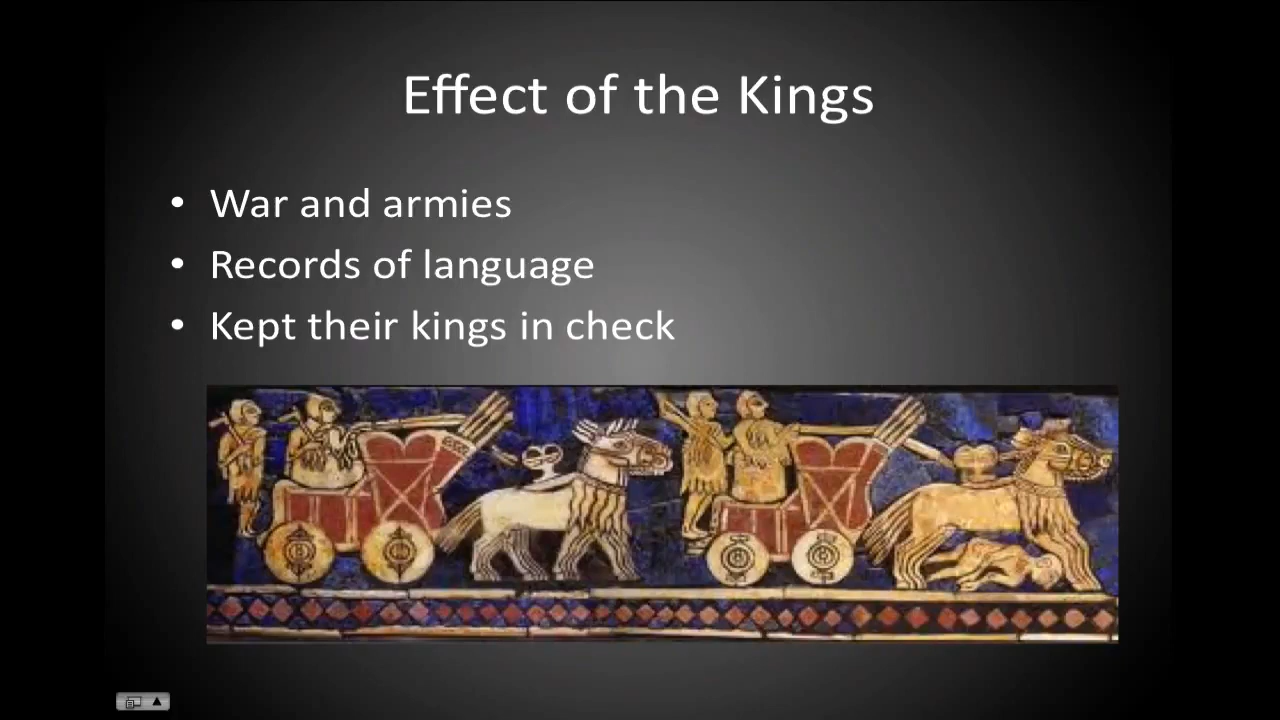 Effect of the Kings
• War and armies
• Records of language
• Kept their kings in check